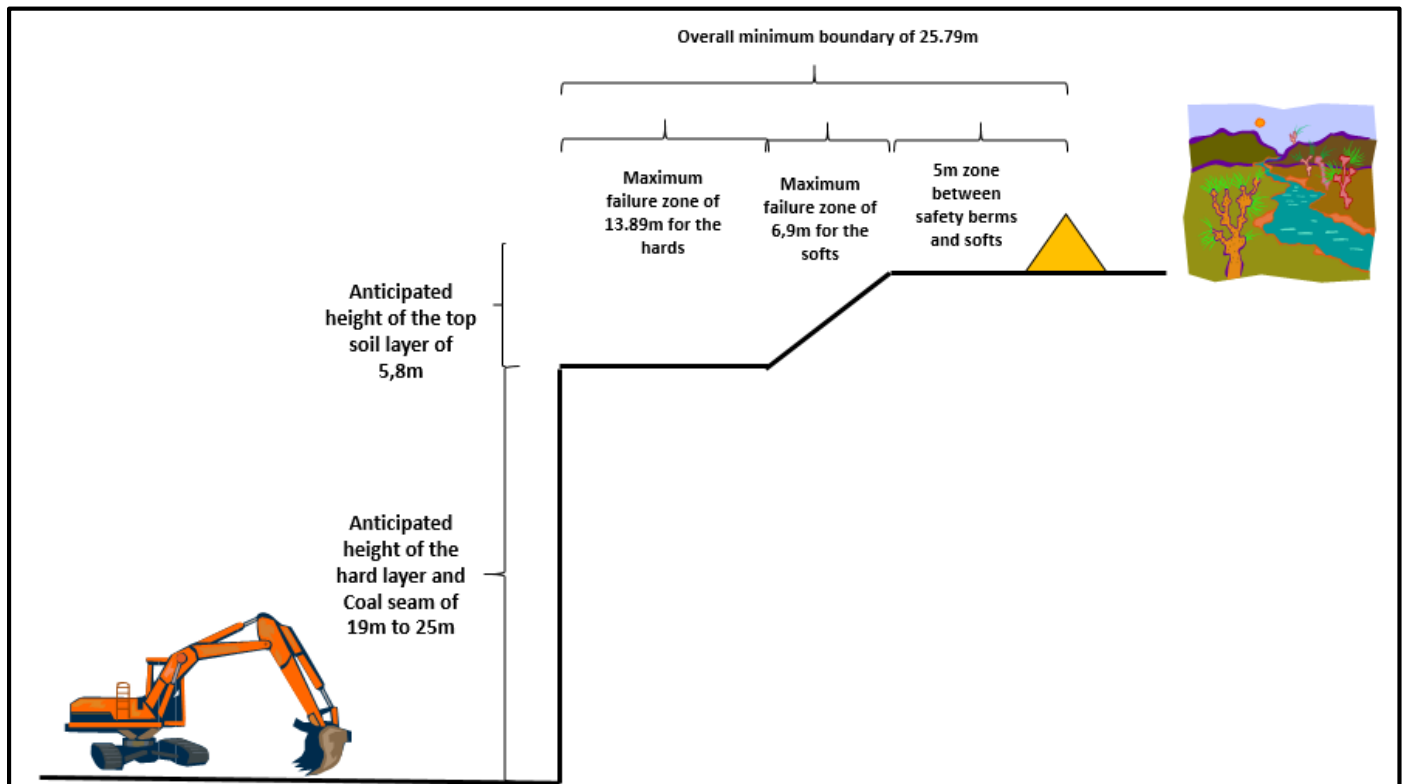 Overall minimum boundary of 25.79m
Maximum
failure zone of
13.89m for the
hards
Maximum
failure zone of
6,9m for the
softs
5m zone
between
safety berms
and softs
Anticipated
height of the top
soil layer of
5,8m
Anticipated
height of the
hard layer and
Coal seam of
19m to 25m